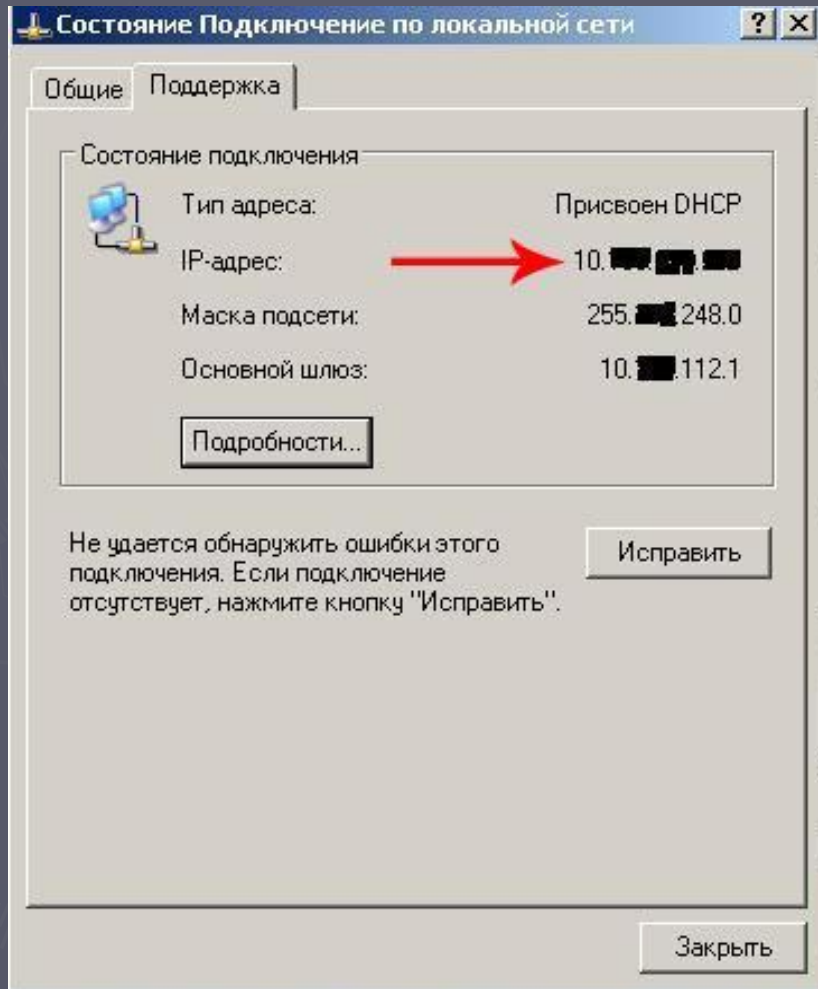 Состояние Подключение по локальной сети
Общие Поддержка
Состояние подключения
Тип адреса: Присвоен DHCP
IP-адрес: 10.
Маска подсети: 255. .248.0
Основной шлюз: 10. .112.1
Подробности...
Не удается обнаружить ошибки этого
подключения. Если подключение
отсутствует, нажмите кнопку "Исправить".
Исправить
Закрыть